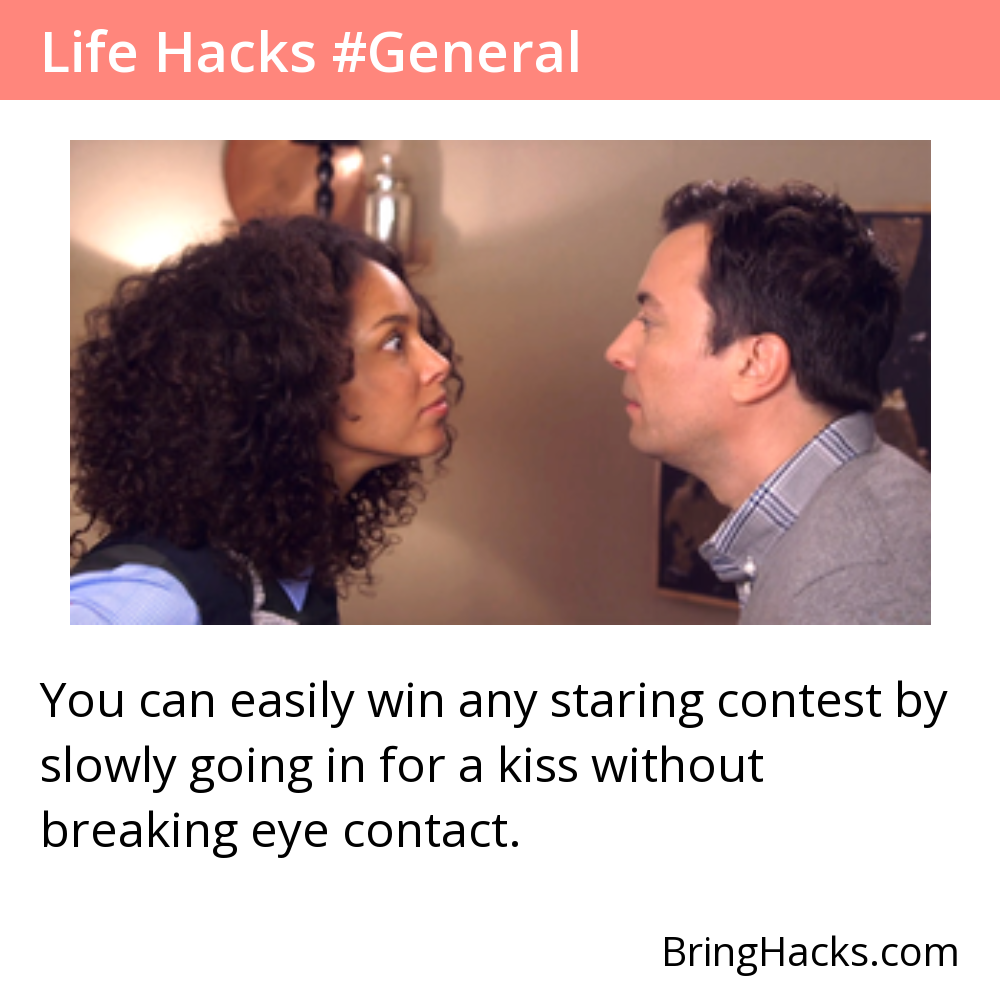 Life Hacks #General
You can easily win any staring contest by
slowly going in for a kiss without
breaking eye contact.
BringHacks.com